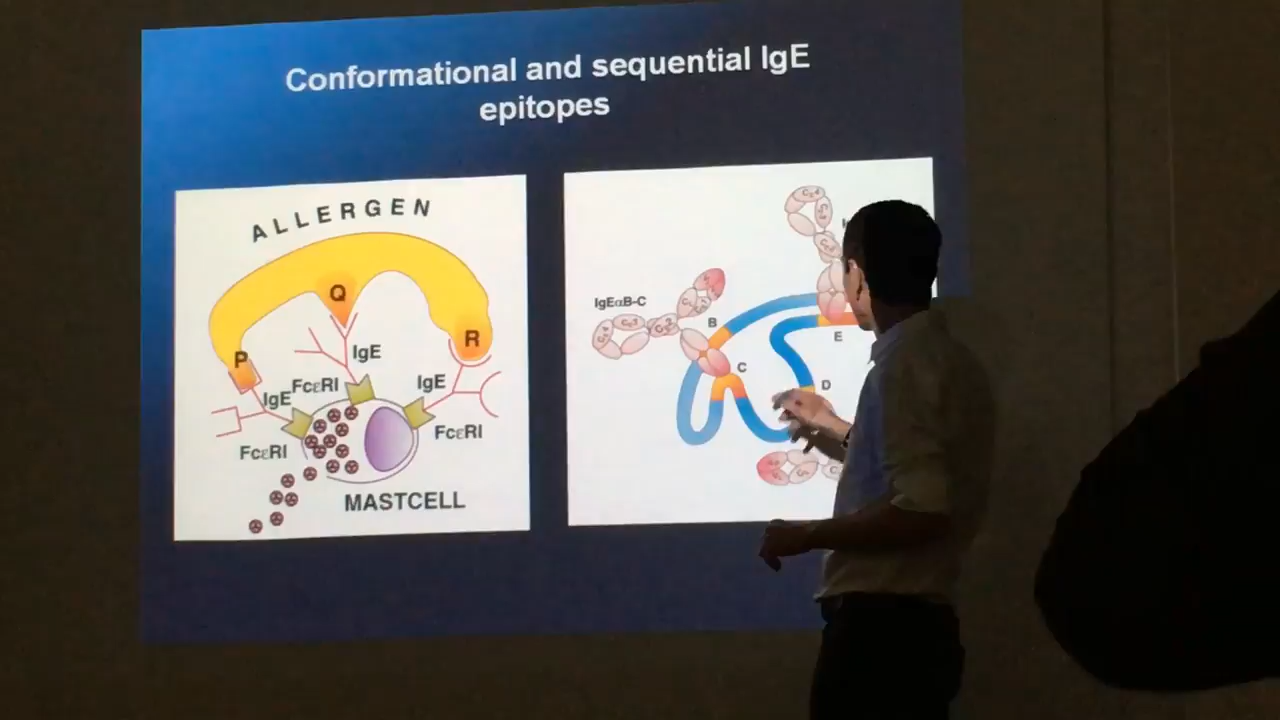 Conformational and sequential IgE
epitopes
ALLERGEN
Q
P
R
IgE
FcεRI
IgE
IgE
FcεRI
FcεRI
MASTCELL
IgEαB-C
B
C
E
D